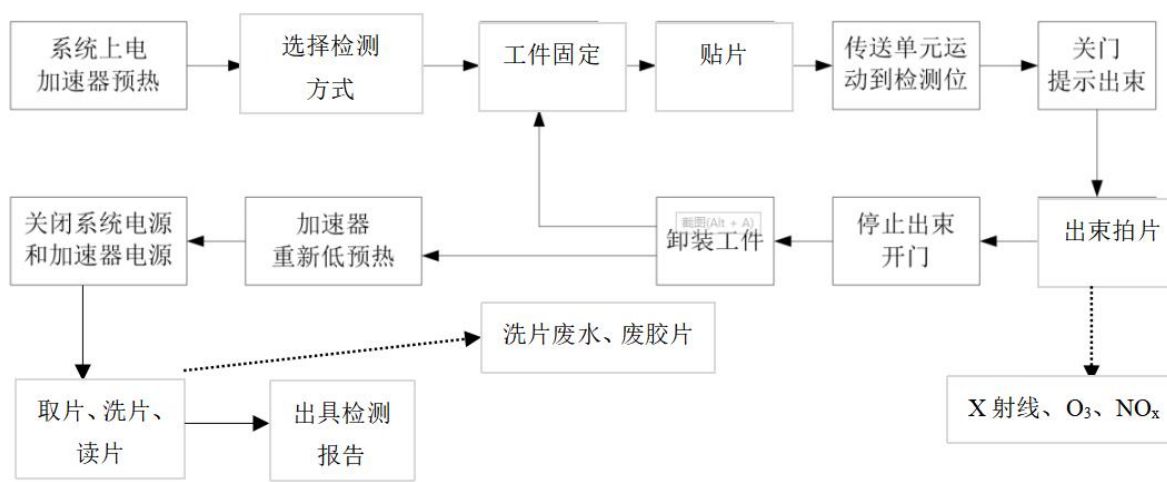 系统上电
加速器预热
选择检测
方式
工件固定
贴片
传送单元运
动到检测位
关门
提示出束
关闭系统电源
和加速器电源
加速器
重新低预热
截图(Alt + A)
卸装工件
停止出束
开门
出束拍片
洗片废水、废胶片
取片、洗片、
读片
出具检测
报告
X 射线、O₃、NOₓ